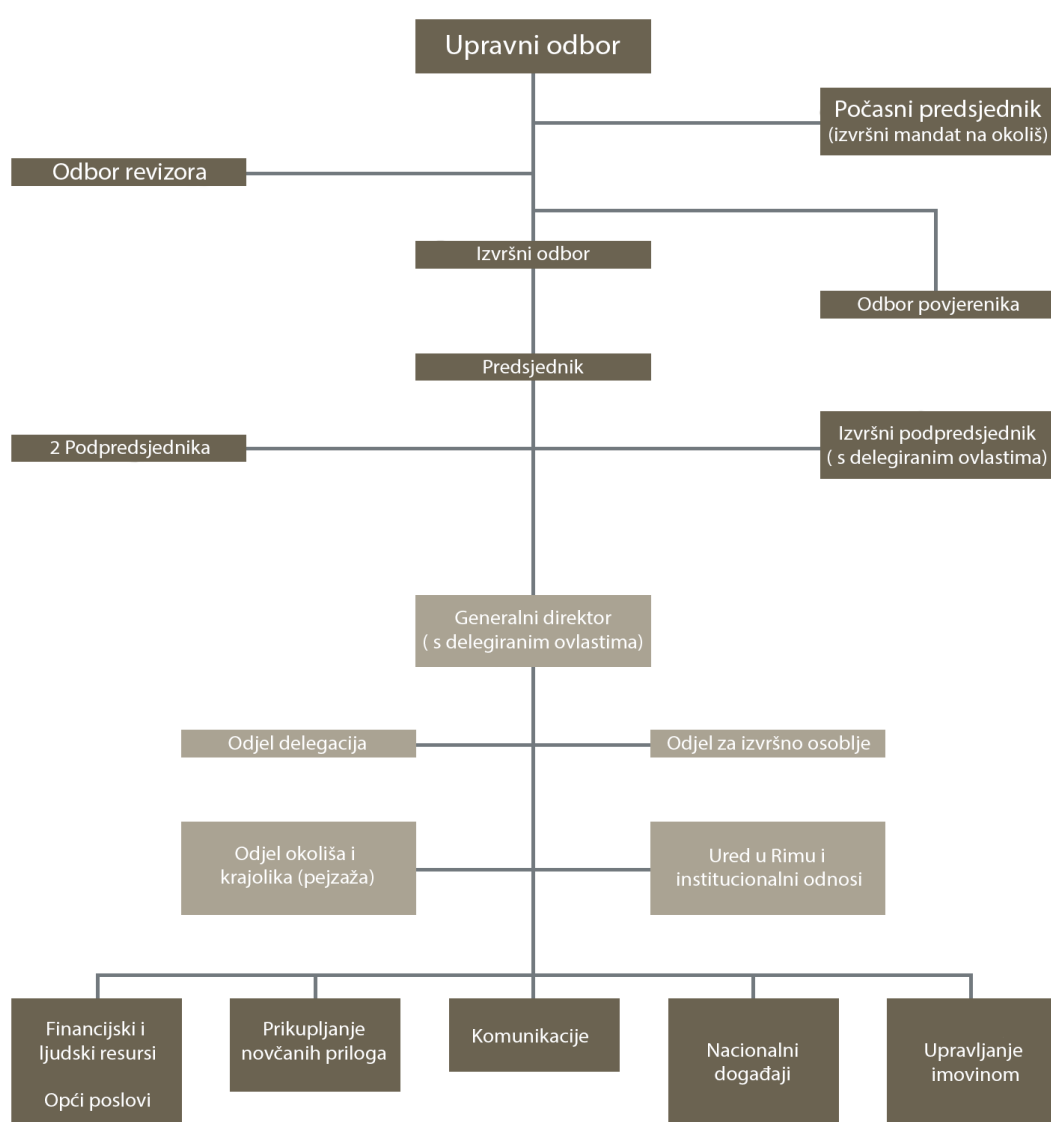 Upravni odbor
Počasni predsjednik
(izvršni mandat na okoliš)
Odbor revizora
Izvršni odbor
Odbor povjerenika
Predsjednik
2 Podpredsjednika
Izvršni podpredsjednik
( s delegiranim ovlastima)
Generalni direktor
( s delegiranim ovlastima)
Odjel delegacija
Odjel za izvršno osoblje
Odjel okoliša i
krajolika (pejzaža)
Ured u Rimu i
institucionalni odnosi
Financijski i
ljudski resursi
Opći poslovi
Prikupljanje
novčanih priloga
Komunikacije
Nacionalni
događaji
Upravljanje
imovinom